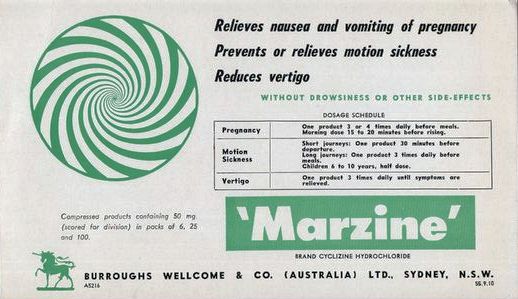 Relieves nausea and vomiting of pregnancy
Prevents or relieves motion sickness
Reduces vertigo
WITHOUT DROWSINESS OR OTHER SIDE-EFFECTS
DOSAGE SCHEDULE
Pregnancy
One product 3 or 4 times daily before meals.
Morning dose 15 to 20 minutes before rising.
Motion
Sickness
Short journeys: One product 30 minutes before
departure.
Long journeys: One product 3 times daily before
meals.
Children 6 to 10 years, half dose.
Vertigo
One product 3 times daily until symptoms are
relieved.
Compressed products containing 50 mg.
(scored for division) in packs of 6, 25
and 100.
'Marzine'
BRAND CYCLIZINE HYDROCHLORIDE
BURROUGHS WELLCOME & CO. (AUSTRALIA) LTD., SYDNEY, N.S.W.
A5216
55.9.10